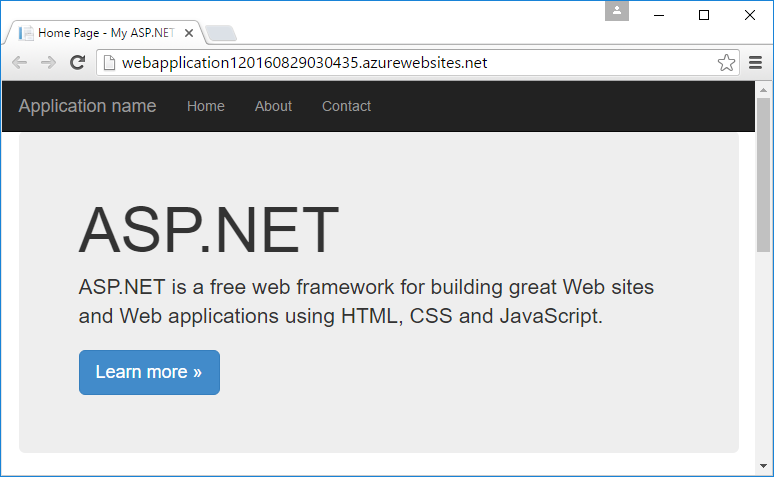 Home Page - My ASP.NET
webapplication120160829030435.azurewebsites.net
Application name Home About Contact
ASP.NET
ASP.NET is a free web framework for building great Web sites
and Web applications using HTML, CSS and JavaScript.
Learn more »